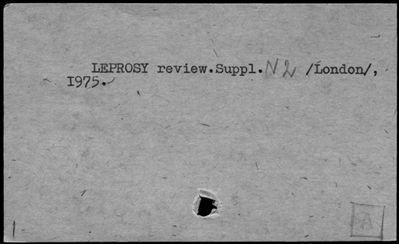 LEPROSY review.Suppl. N 2 /London/,
1975.
A